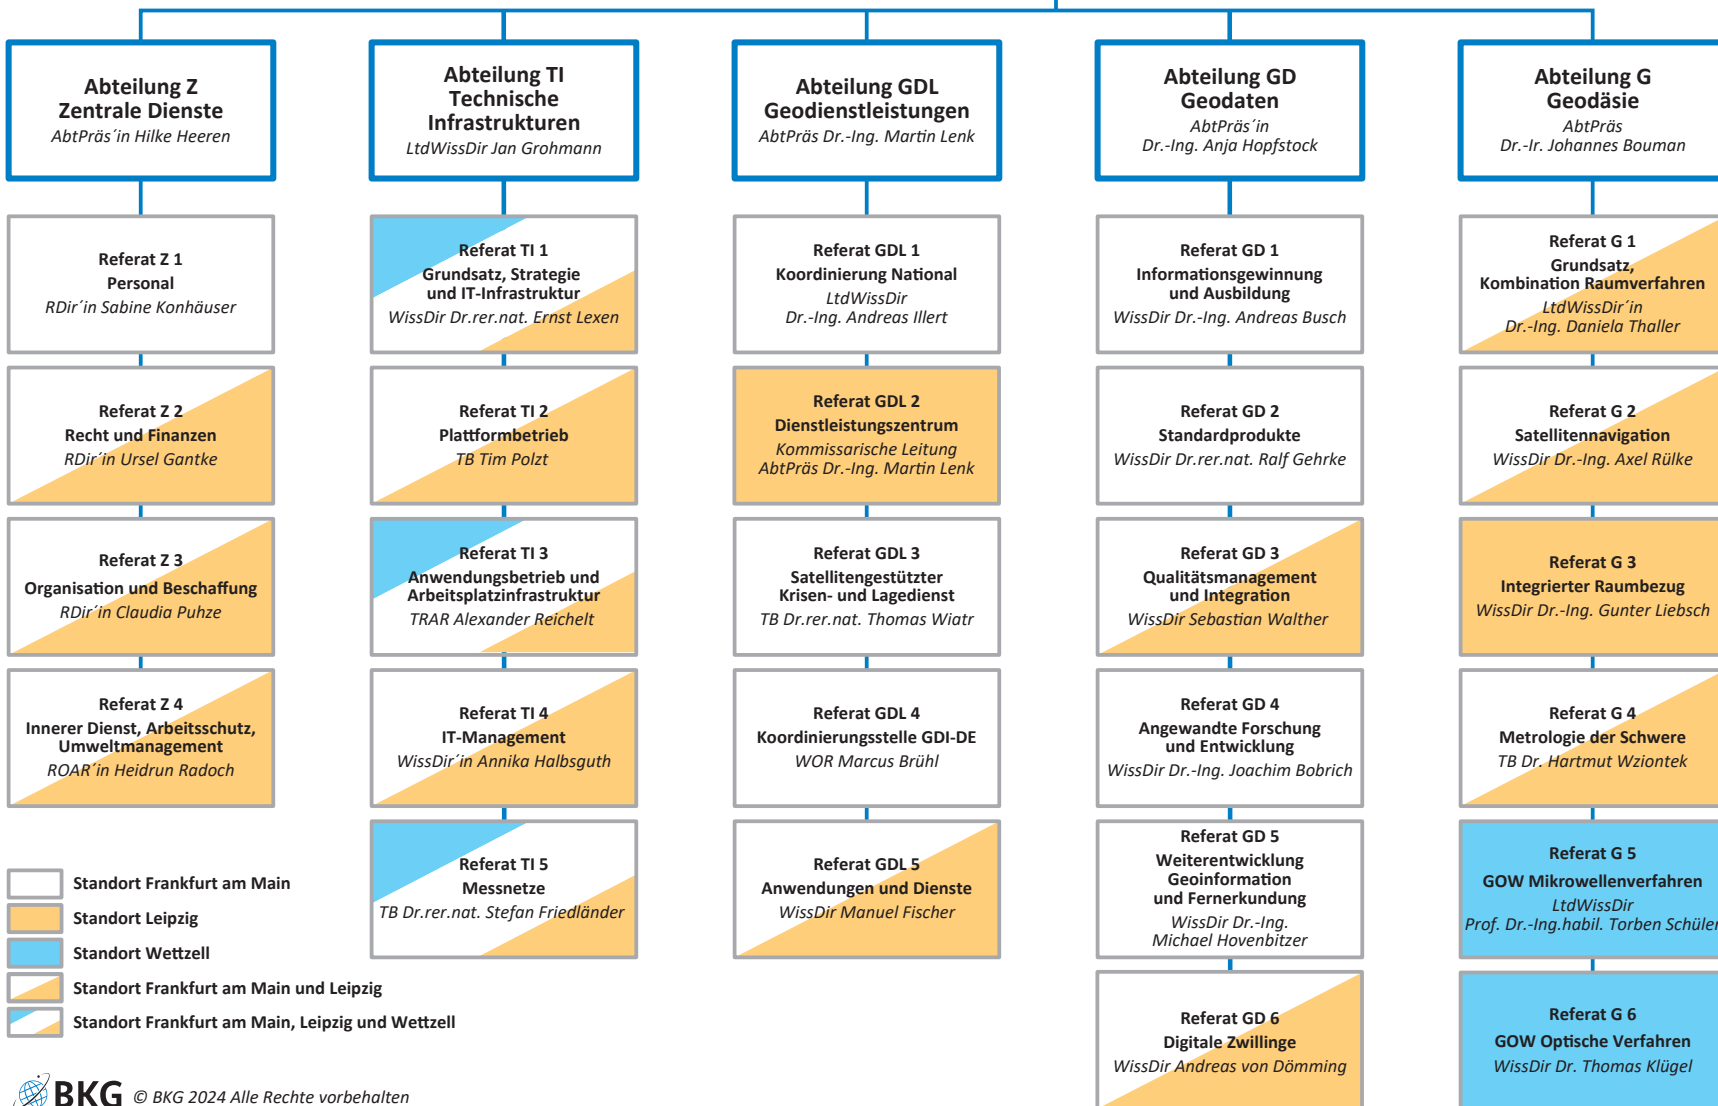 Abteilung Z
Zentrale Dienste
AbtPräs´in Hilke Heeren
Referat Z 1
Personal
RDir´in Sabine Konhäuser
Referat Z 2
Recht und Finanzen
RDir´in Ursel Gantke
Referat Z 3
Organisation und Beschaffung
RDir´in Claudia Puhze
Referat Z 4
Innerer Dienst, Arbeitsschutz,
Umweltmanagement
ROAR´in Heidrun Radoch
Abteilung TI
Technische
Infrastrukturen
LtdWissDir Jan Grohmann
Referat TI 1
Grundsatz, Strategie
und IT-Infrastruktur
WissDir Dr.rer.nat. Ernst Lexen
Referat TI 2
Plattformbetrieb
TB Tim Polzt
Referat TI 3
Anwendungsbetrieb und
Arbeitsplatzinfrastruktur
TRAR Alexander Reichelt
Referat TI 4
IT-Management
WissDir´in Annika Halbsguth
Referat TI 5
Messnetze
TB Dr.rer.nat. Stefan Friedländer
Abteilung GDL
Geodienstleistungen
AbtPräs Dr.-Ing. Martin Lenk
Referat GDL 1
Koordinierung National
LtdWissDir
Dr.-Ing. Andreas Illert
Referat GDL 2
Dienstleistungszentrum
Kommissarische Leitung
AbtPräs Dr.-Ing. Martin Lenk
Referat GDL 3
Satellitengestützter
Krisen- und Lagedienst
TB Dr.rer.nat. Thomas Wiatr
Referat GDL 4
Koordinierungsstelle GDI-DE
WOR Marcus Brühl
Referat GDL 5
Anwendungen und Dienste
WissDir Manuel Fischer
Abteilung GD
Geodaten
AbtPräs´in
Dr.-Ing. Anja Hopfstock
Referat GD 1
Informationsgewinnung
und Ausbildung
WissDir Dr.-Ing. Andreas Busch
Referat GD 2
Standardprodukte
WissDir Dr.rer.nat. Ralf Gehrke
Referat GD 3
Qualitätsmanagement
und Integration
WissDir Sebastian Walther
Referat GD 4
Angewandte Forschung
und Entwicklung
WissDir Dr.-Ing. Joachim Bobrich
Referat GD 5
Weiterentwicklung
Geoinformation
und Fernerkundung
WissDir Dr.-Ing.
Michael Hovenbitzer
Referat GD 6
Digitale Zwillinge
WissDir Andreas von Dömming
Abteilung G
Geodäsie
AbtPräs
Dr.-Ir. Johannes Bouman
Referat G 1
Grundsatz,
Kombination Raumverfahren
LtdWissDir´in
Dr.-Ing. Daniela Thaller
Referat G 2
Satellitennavigation
WissDir Dr.-Ing. Axel Rülke
Referat G 3
Integrierter Raumbezug
WissDir Dr.-Ing. Gunter Liebsch
Referat G 4
Metrologie der Schwere
TB Dr. Hartmut Wziontek
Referat G 5
GOW Mikrowellenverfahren
LtdWissDir
Prof. Dr.-Ing.habil. Torben Schüler
Referat G 6
GOW Optische Verfahren
WissDir Dr. Thomas Klügel
Standort Frankfurt am Main
Standort Leipzig
Standort Wettzell
Standort Frankfurt am Main und Leipzig
Standort Frankfurt am Main, Leipzig und Wettzell
BKG © BKG 2024 Alle Rechte vorbehalten